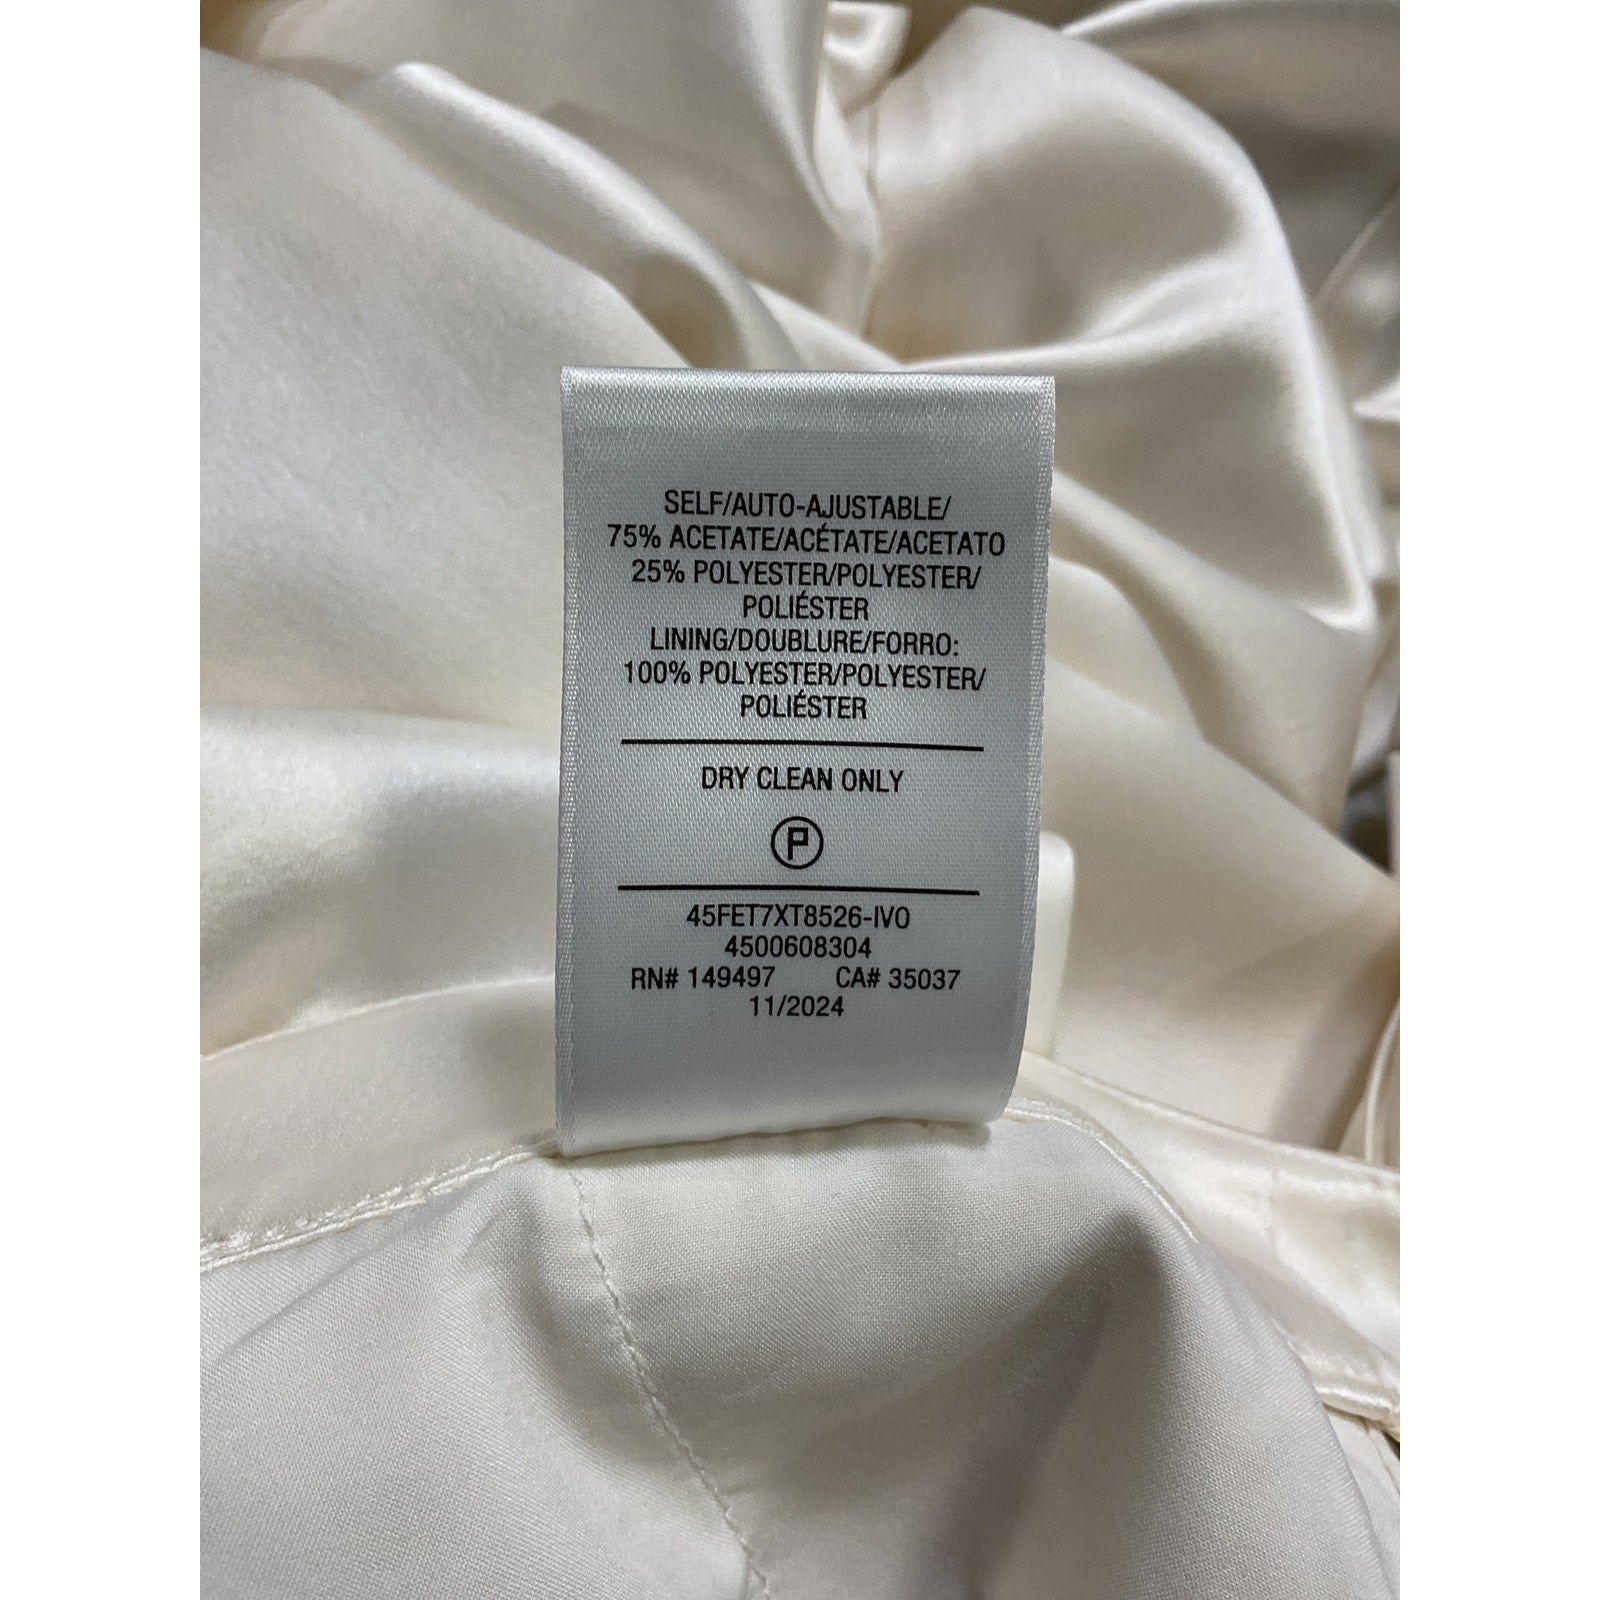 SELF/AUTO-AJUSTABLE/
75% ACETATE/ACÉTATE/ACETATO
25% POLYESTER/POLYESTER/
POLIÉSTER
LINING/DOUBLURE/FORRO:
100% POLYESTER/POLYESTER/
POLIÉSTER
DRY CLEAN ONLY
P
45FET7XT8526-IVO
4500608304
RN# 149497 CA# 35037
11/2024